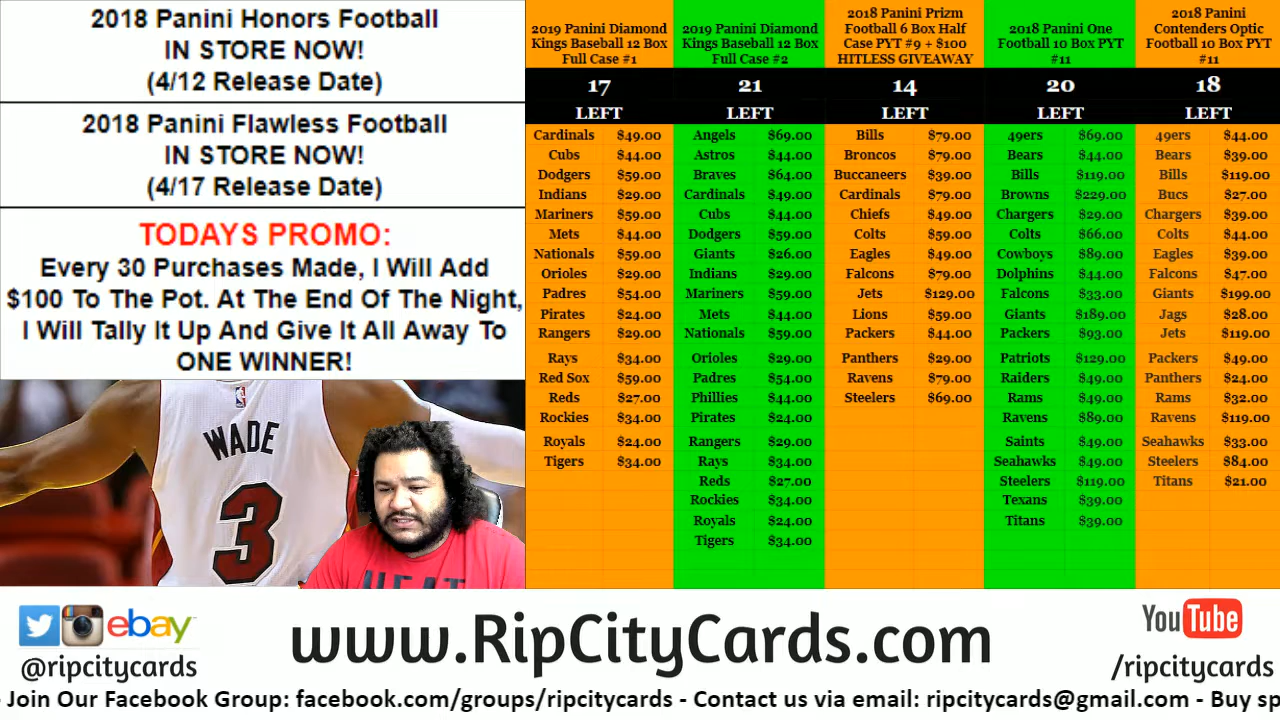 2018 Panini Honors Football
IN STORE NOW!
(4/12 Release Date)
2018 Panini Flawless Football
IN STORE NOW!
(4/17 Release Date)
TODAYS PROMO:
Every 30 Purchases Made, I Will Add
$100 To The Pot. At The End Of The Night,
I Will Tally It Up And Give It All Away To
ONE WINNER!
WADE
3
HEAT
2019 Panini Diamond
Kings Baseball 12 Box
Full Case #1
17
LEFT
Cardinals $49.00
Cubs $44.00
Dodgers $59.00
Indians $29.00
Mariners $59.00
Mets $44.00
Nationals $59.00
Orioles $29.00
Padres $54.00
Pirates $24.00
Rangers $29.00
Rays $34.00
Red Sox $59.00
Reds $27.00
Rockies $34.00
Royals $24.00
Tigers $34.00
2019 Panini Diamond
Kings Baseball 12 Box
Full Case #2
21
LEFT
Angels $69.00
Astros $44.00
Braves $64.00
Cardinals $49.00
Cubs $44.00
Dodgers $59.00
Giants $26.00
Indians $29.00
Mariners $59.00
Mets $44.00
Nationals $59.00
Orioles $29.00
Padres $54.00
Phillies $44.00
Pirates $24.00
Rangers $29.00
Rays $34.00
Reds $27.00
Rockies $34.00
Royals $24.00
Tigers $34.00
2018 Panini Prizm
Football 6 Box Half
Case PYT #9 + $100
HITLESS GIVEAWAY
14
LEFT
Bills $79.00
Broncos $79.00
Buccaneers $39.00
Cardinals $79.00
Chiefs $49.00
Colts $59.00
Eagles $49.00
Falcons $79.00
Jets $129.00
Lions $59.00
Packers $44.00
Panthers $29.00
Ravens $79.00
Steelers $69.00
2018 Panini One
Football 10 Box PYT
#11
20
LEFT
49ers $69.00
Bears $44.00
Bills $119.00
Browns $229.00
Chargers $29.00
Colts $66.00
Cowboys $89.00
Dolphins $44.00
Falcons $33.00
Giants $189.00
Packers $93.00
Patriots $129.00
Raiders $49.00
Rams $49.00
Ravens $89.00
Saints $49.00
Seahawks $49.00
Steelers $119.00
Texans $39.00
Titans $39.00
2018 Panini
Contenders Optic
Football 10 Box PYT
#11
18
LEFT
49ers $44.00
Bears $39.00
Bills $119.00
Bucs $27.00
Chargers $39.00
Colts $44.00
Eagles $39.00
Falcons $47.00
Giants $199.00
Jags $28.00
Jets $119.00
Packers $49.00
Panthers $24.00
Rams $32.00
Ravens $119.00
Seahawks $33.00
Steelers $84.00
Titans $21.00
ebay
@ripcitycards
www.RipCityCards.com
YouTube
/ripcitycards
Join Our Facebook Group: facebook.com/groups/ripcitycards - Contact us via email: ripcitycards@gmail.com - Buy sp